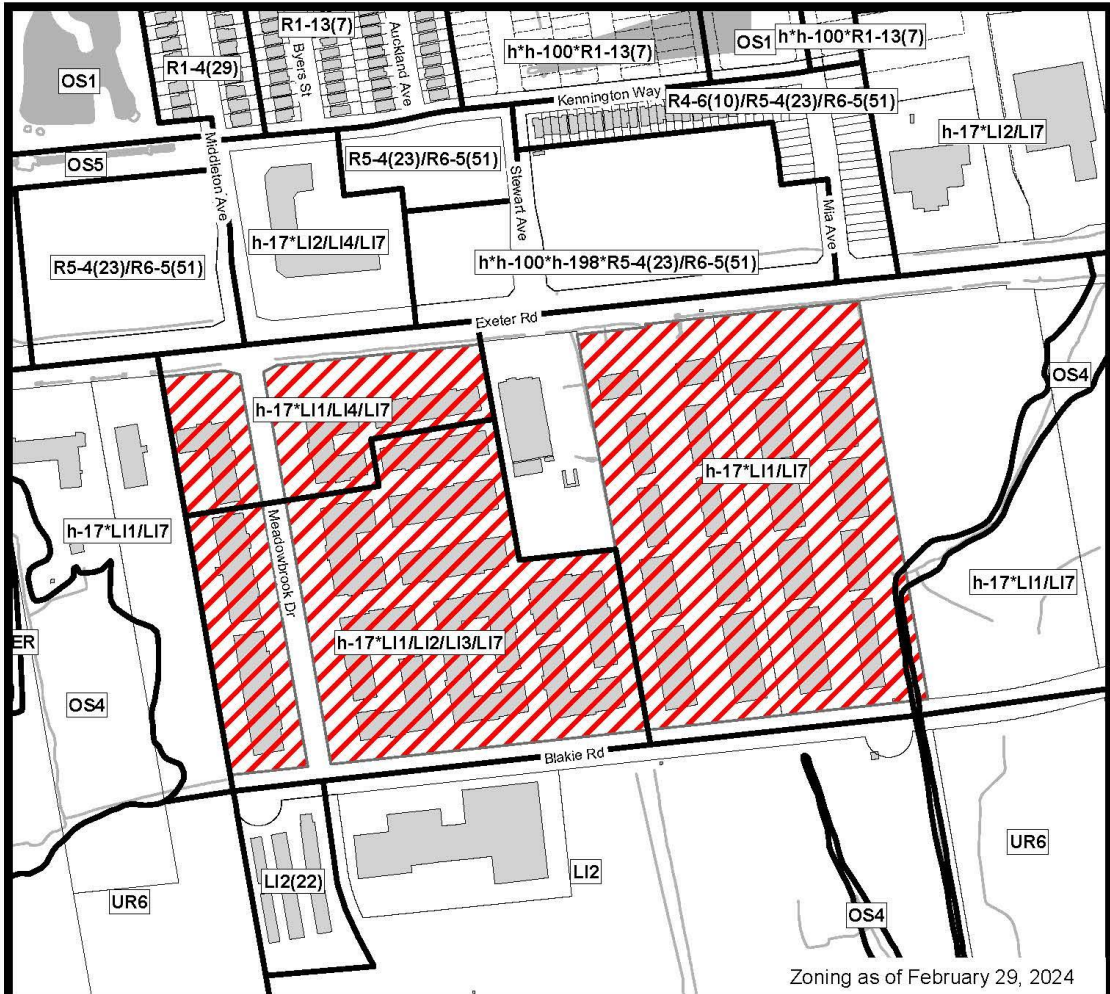 R1-13(7)
h*h-100*R1-13(7)
OS1
h*h-100*R1-13(7)
R1-4(29)
OS1
Byers St
Auckland Ave
Kennington Way
R4-6(10)/R5-4(23)/R6-5(51)
h-17*LI2/LI7
OS5
Middleton Ave
R5-4(23)/R6-5(51)
Stewart Ave
Mia Ave
R5-4(23)/R6-5(51)
h-17*LI2/LI4/LI7
h*h-100*h-198*R5-4(23)/R6-5(51)
Exeter Rd
OS4
h-17*LI1/LI4/LI7
h-17*LI1/LI7
h-17*LI1/LI7
Meadowbrook Dr
h-17*LI1/LI7
ER
h-17*LI1/LI2/LI3/LI7
OS4
Blakie Rd
UR6
LI2(22)
LI2
UR6
OS4
Zoning as of February 29, 2024